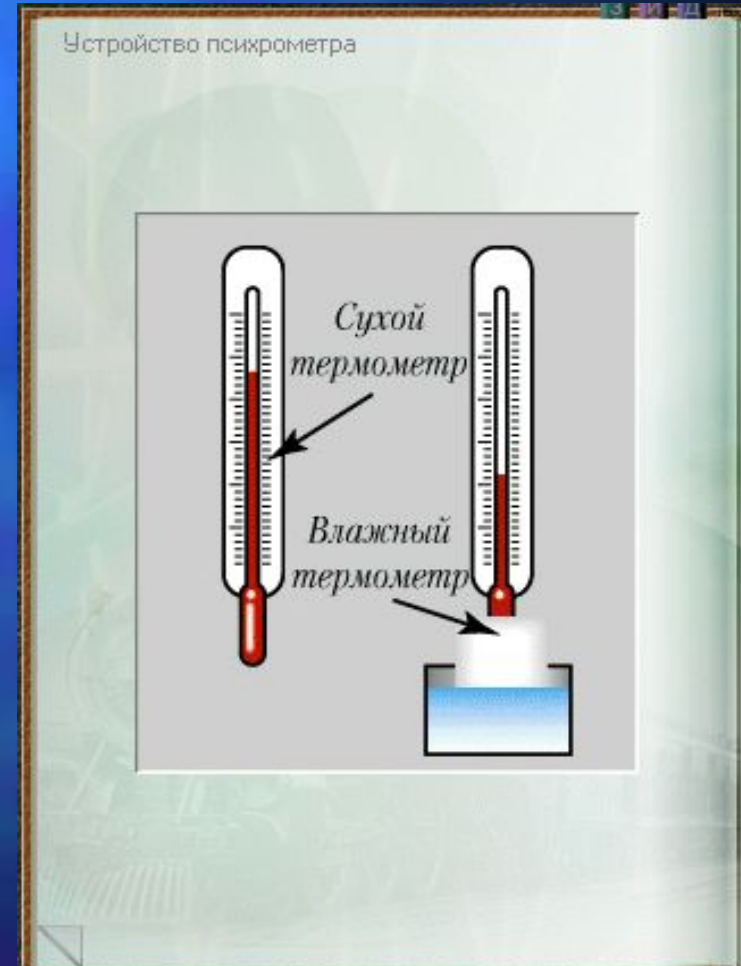 Устройство психрометра
Сухой
термометр
Влажный
термометр